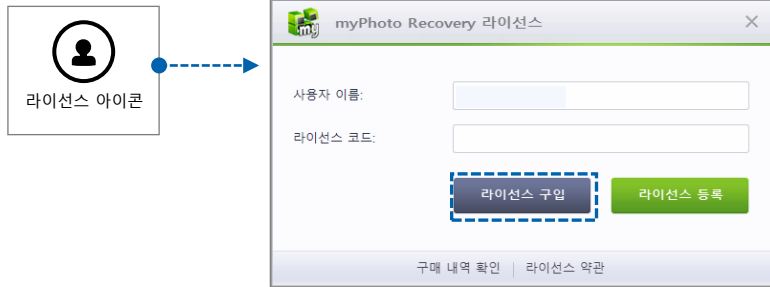 라이선스 아이콘
my
myPhoto Recovery 라이선스
사용자 이름:
라이선스 코드:
라이선스 구입
라이선스 등록
구매 내역 확인 | 라이선스 약관